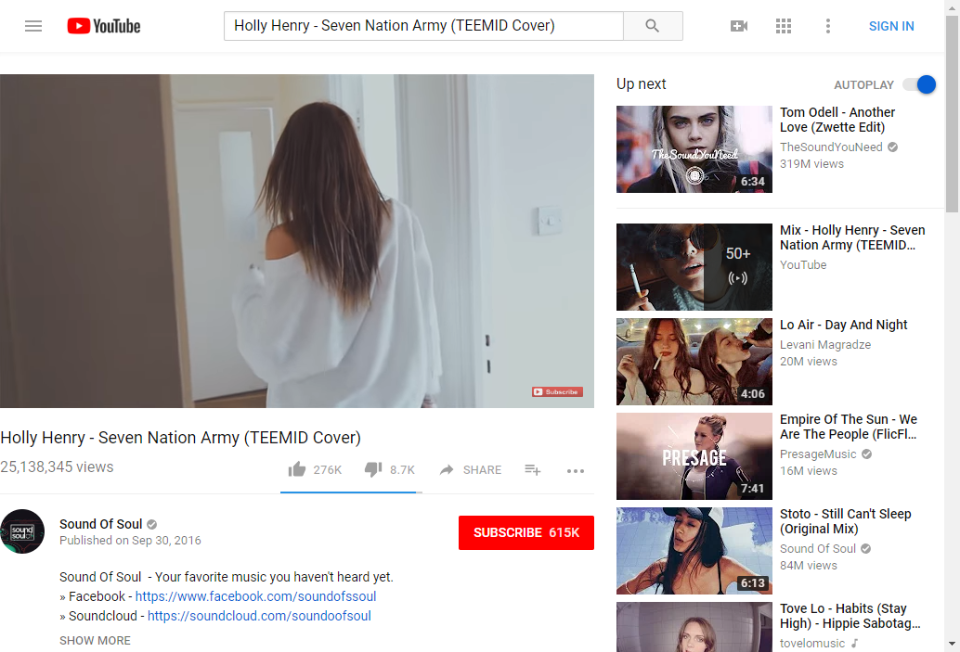 YouTube
Holly Henry - Seven Nation Army (TEEMID Cover)
SIGN IN
Subscribe
Holly Henry - Seven Nation Army (TEEMID Cover)
25,138,345 views
276K
8.7K
SHARE
sound
soul
Sound Of Soul
Published on Sep 30, 2016
SUBSCRIBE 615K
Sound Of Soul - Your favorite music you haven't heard yet.
» Facebook - https://www.facebook.com/soundofssoul
» Soundcloud - https://soundcloud.com/soundoofsoul
SHOW MORE
Up next
AUTOPLAY
TheSoundYouNeed
6:34
Tom Odell - Another
Love (Zwette Edit)
TheSoundYouNeed
319M views
50+
Mix - Holly Henry - Seven
Nation Army (TEEMID...
YouTube
4:06
Lo Air - Day And Night
Levani Magradze
20M views
PRESAGE
7:41
Empire Of The Sun - We
Are The People (FlicFl...
PresageMusic
16M views
6:13
Stoto - Still Can't Sleep
(Original Mix)
Sound Of Soul
84M views
Tove Lo - Habits (Stay
High) - Hippie Sabotag...
tovelomusic